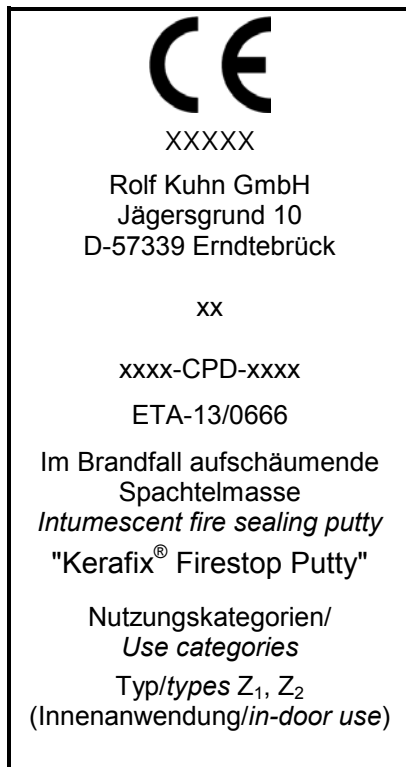 CE
XXXXX
Rolf Kuhn GmbH
Jägersgrund 10
D-57339 Erndtebrück
xx
xxxx-CPD-xxxx
ETA-13/0666
Im Brandfall aufschäumende
Spachtelmasse
Intumescent fire sealing putty
"Kerafix® Firestop Putty"
Nutzungskategorien/
Use categories
Typ/types Z₁, Z₂
(Innenanwendung/in-door use)